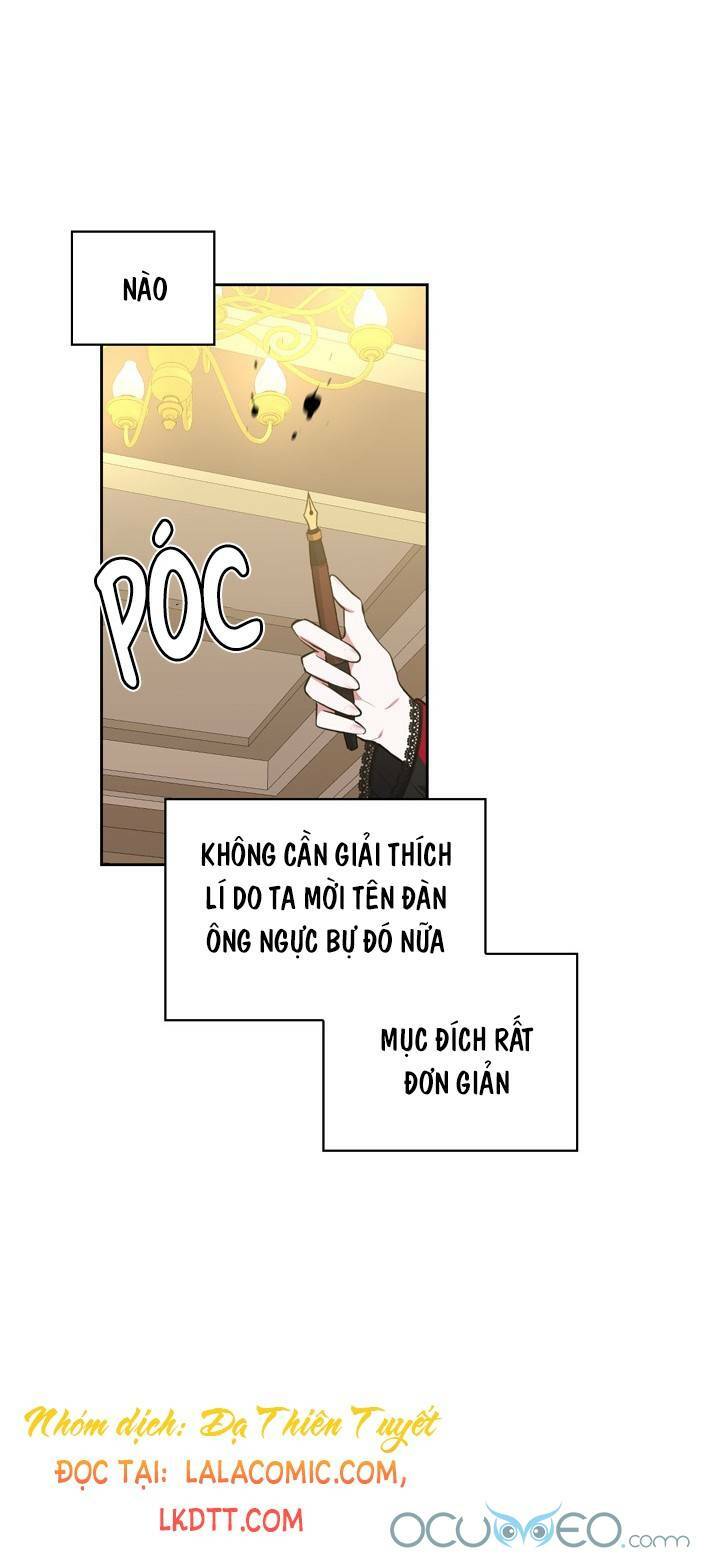 NÀO
PÓC
KHÔNG CẦN GIẢI THÍCH
LÍ DO TA MỜI TÊN ĐÀN
ÔNG NGỰC BỰ ĐÓ NỮA
MỤC ĐÍCH RẤT
ĐƠN GIẢN
Nhóm dịch: Dạ Thiên Tuyết
ĐỌC TẠI: LALACOMIC.COM,
LKDTT.COM
OCUMEO.com